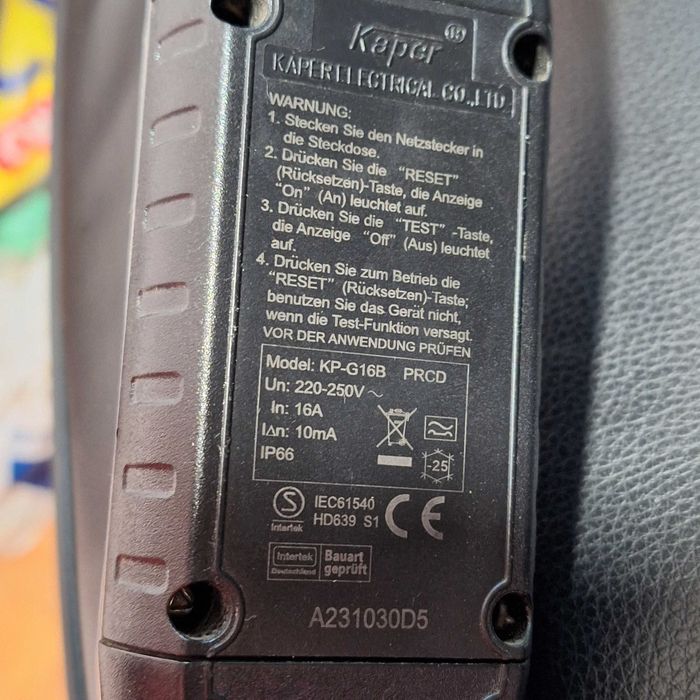 Kaper ®
KAPER ELECTRICAL CO.,LTD
WARNUNG:
1. Stecken Sie den Netzstecker in
die Steckdose.
2. Drücken Sie die "RESET"
(Rücksetzen)-Taste, die Anzeige
"On" (An) leuchtet auf.
3. Drücken Sie die "TEST" -Taste,
die Anzeige "Off" (Aus) leuchtet
auf.
4. Drücken Sie zum Betrieb die
"RESET" (Rücksetzen)-Taste;
benutzen Sie das Gerät nicht,
wenn die Test-Funktion versagt.
VOR DER ANWENDUNG PRÜFEN
Model: KP-G16B PRCD
Un: 220-250V ~
In: 16A
IΔn: 10mA
IP66
-25
S
Intertek
IEC61540
HD639 S1
CE
Intertek
Deutschland
Bauart
geprüft
A231030D5